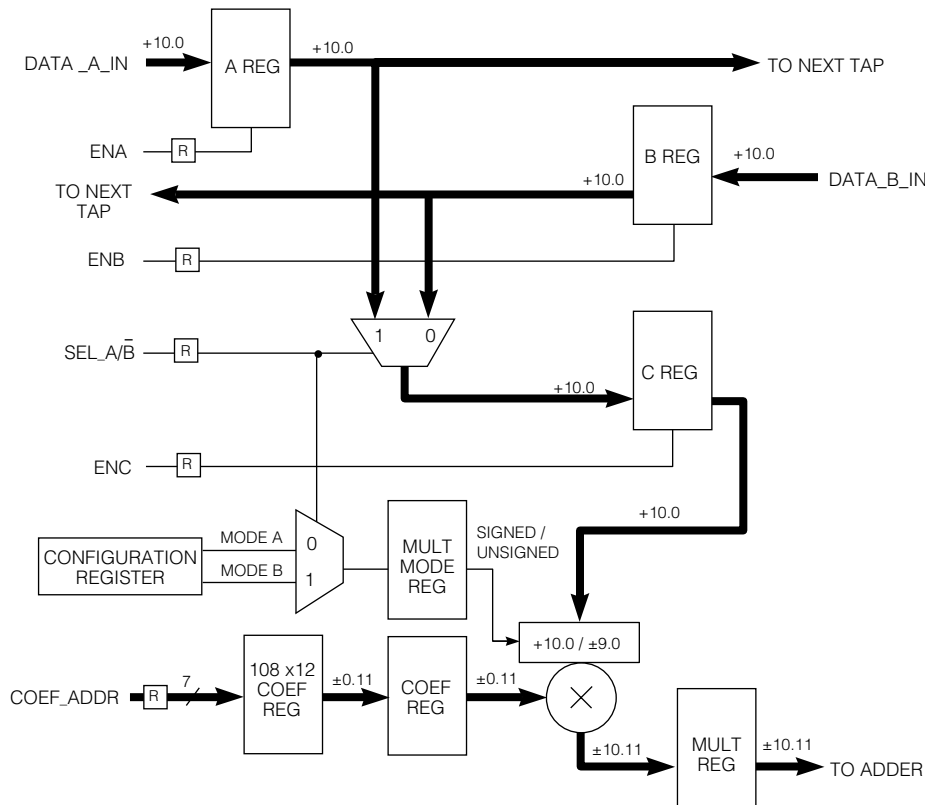 DATA _A_IN
+10.0
A REG
+10.0
TO NEXT TAP
ENA
R
B REG
+10.0
DATA_B_IN
TO NEXT
TAP
+10.0
ENB
R
1
0
SEL_A/B̅
R
+10.0
C REG
ENC
R
+10.0
CONFIGURATION
REGISTER
MODE A
MODE B
0
1
MULT
MODE
REG
SIGNED /
UNSIGNED
+10.0 / ±9.0
COEF_ADDR
R
7
108 x12
COEF
REG
±0.11
COEF
REG
±0.11
×
±10.11
MULT
REG
±10.11
TO ADDER